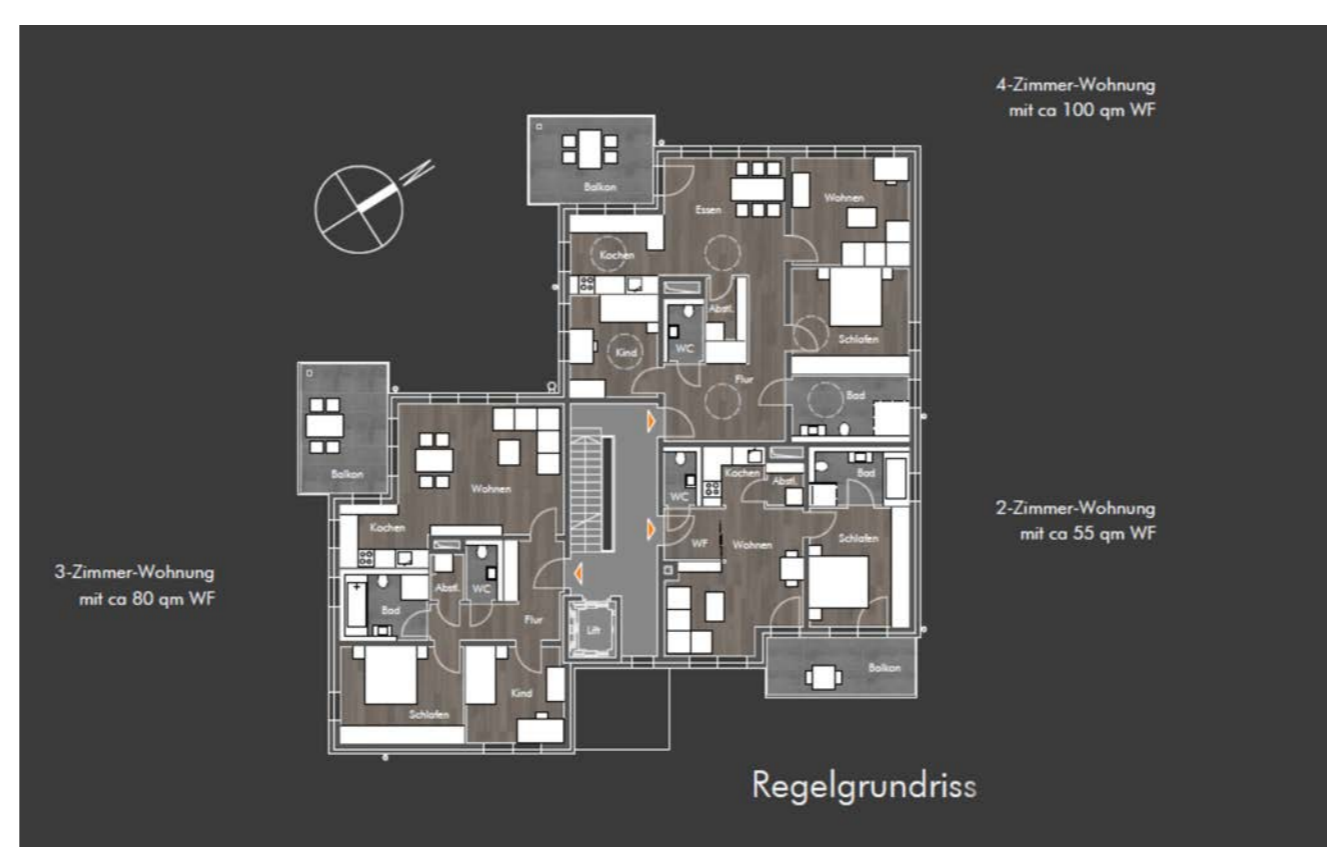 4-Zimmer-Wohnung
mit ca 100 qm WF
N
Balkon
Essen
Wohnen
Kochen
Abstl.
Kind
WC
Schlafen
Flur
Bad
Balkon
Wohnen
Kochen
WC
Kochen
Abstl.
Bad
2-Zimmer-Wohnung
mit ca 55 qm WF
WF
Wohnen
Schlafen
3-Zimmer-Wohnung
mit ca 80 qm WF
Abstl.
WC
Bad
Flur
Lift
Balkon
Schlafen
Kind
Regelgrundriss